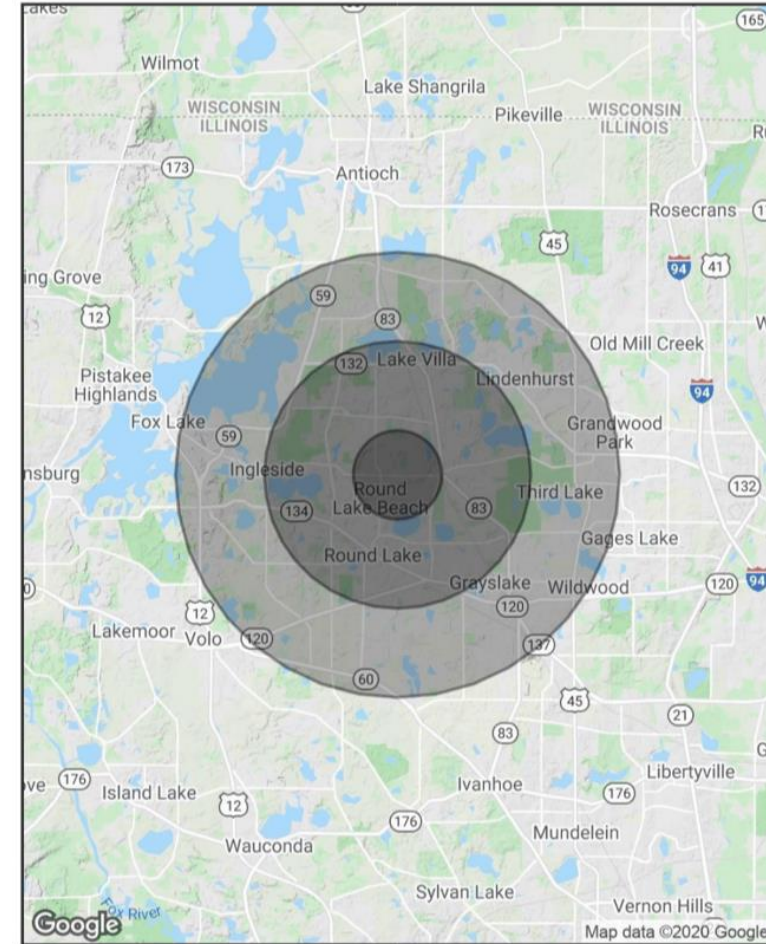 Lakes
165
Wilmot
Lake Shangrila
WISCONSIN
ILLINOIS
Pikeville
WISCONSIN
ILLINOIS
173
Antioch
Rosecrans
45
94
41
ing Grove
59
12
83
Old Mill Creek
132
Lake Villa
Pistakee
Highlands
Lindenhurst
94
Fox Lake
59
Grandwood
Park
nsburg
Ingleside
132
Round
Lake Beach
Third Lake
134
83
Gages Lake
Round Lake
Grayslake
Wildwood
120
94
12
120
Lakemoor
Volo
120
137
60
45
21
83
Libertyville
176
Island Lake
Ivanhoe
176
12
176
Mundelein
Wauconda
Sylvan Lake
Vernon Hills
Fox River
Google
Map data ©2020 Google